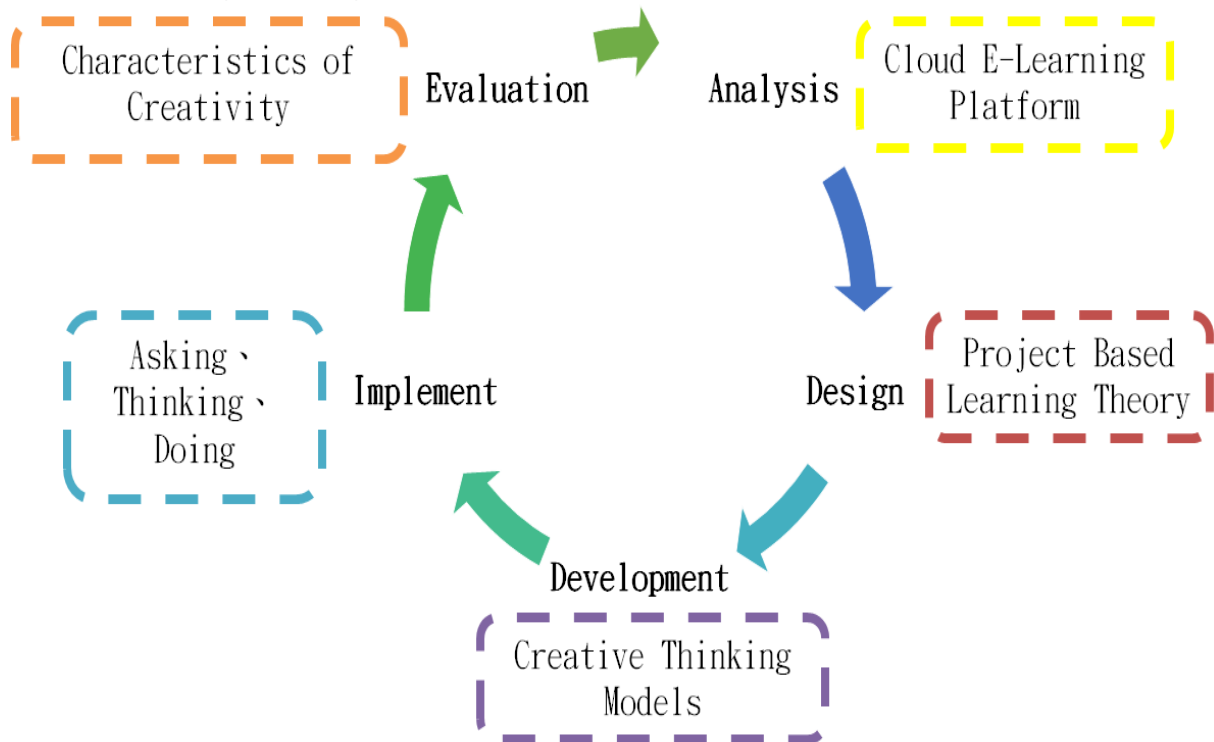 Characteristics of
Creativity
Evaluation
Analysis
Cloud E-Learning
Platform
Asking、
Thinking、
Doing
Implement
Design
Project Based
Learning Theory
Development
Creative Thinking
Models